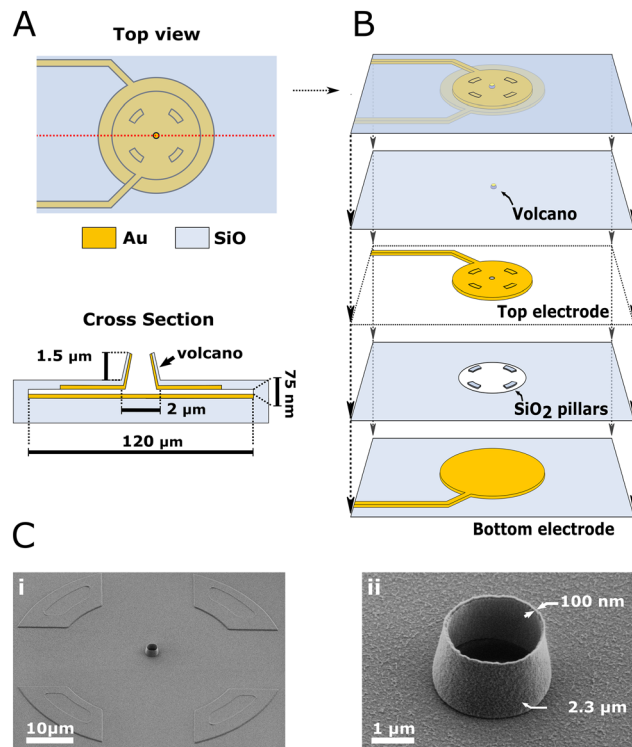 A
Top view
Au
SiO
Cross Section
1.5 µm
volcano
75 nm
2 µm
120 µm
B
Volcano
Top electrode
SiO2 pillars
Bottom electrode
C
i
10µm
ii
100 nm
2.3 µm
1 µm